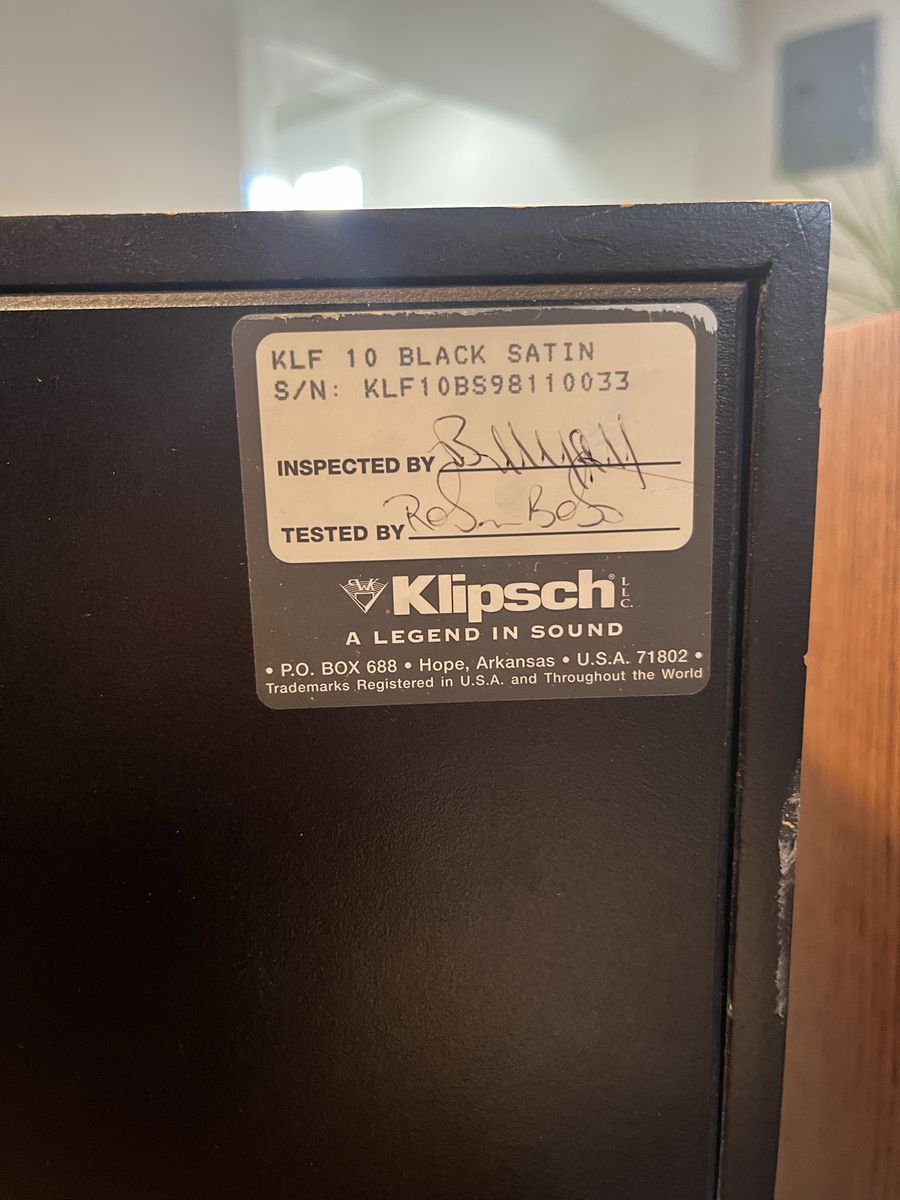 KLF 10 BLACK SATIN
S/N: KLF10BS98110033
INSPECTED BY
TESTED BY
PWK
Klipsch® LLC.
A LEGEND IN SOUND
• P.O. BOX 688 • Hope, Arkansas • U.S.A. 71802 •
Trademarks Registered in U.S.A. and Throughout the World